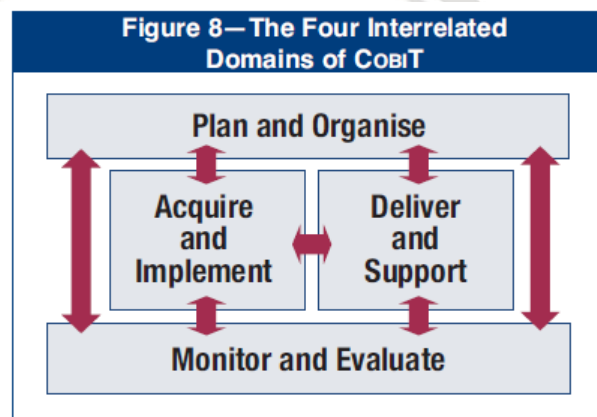 Figure 8—The Four Interrelated
Domains of COBIT
Plan and Organise
Acquire
and
Implement
Deliver
and
Support
Monitor and Evaluate